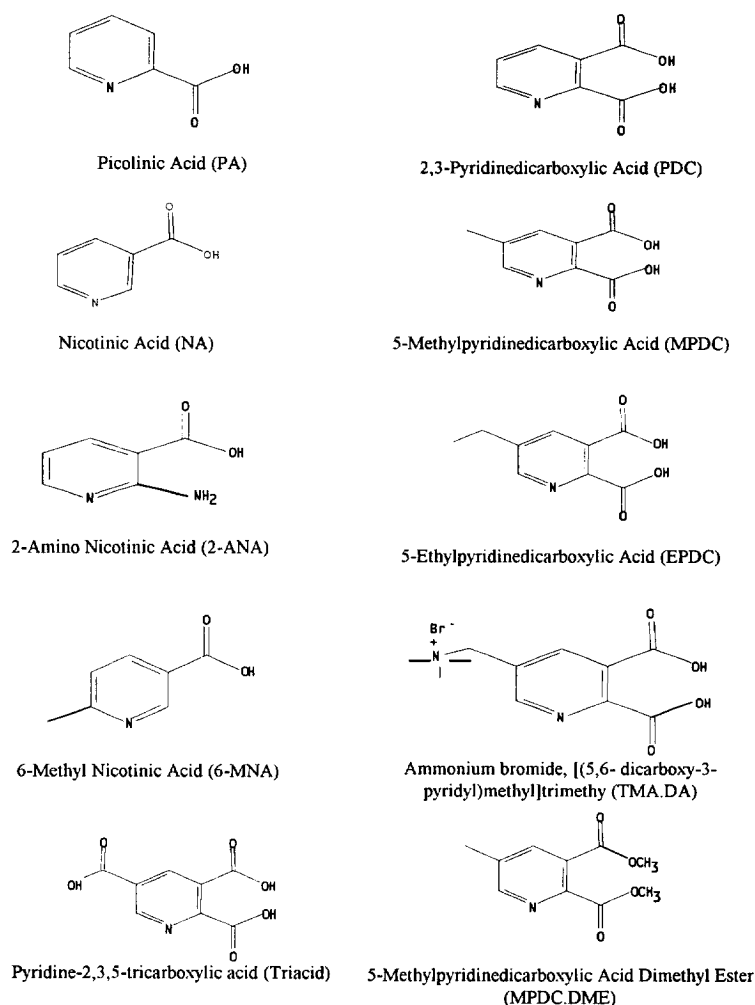 OH
N
O
Picolinic Acid (PA)
O
OH
OH
N
O
2,3-Pyridinedicarboxylic Acid (PDC)
O
OH
N
Nicotinic Acid (NA)
O
OH
OH
N
O
5-Methylpyridinedicarboxylic Acid (MPDC)
O
OH
N
NH2
2-Amino Nicotinic Acid (2-ANA)
O
OH
OH
N
O
5-Ethylpyridinedicarboxylic Acid (EPDC)
O
OH
N
6-Methyl Nicotinic Acid (6-MNA)
Br -
+
N
O
OH
OH
N
O
Ammonium bromide, [(5,6- dicarboxy-3-
pyridyl)methyl]trimethy (TMA.DA)
O
O
OH
OH
OH
N
O
Pyridine-2,3,5-tricarboxylic acid (Triacid)
O
OCH3
OCH3
N
O
5-Methylpyridinedicarboxylic Acid Dimethyl Ester
(MPDC.DME)